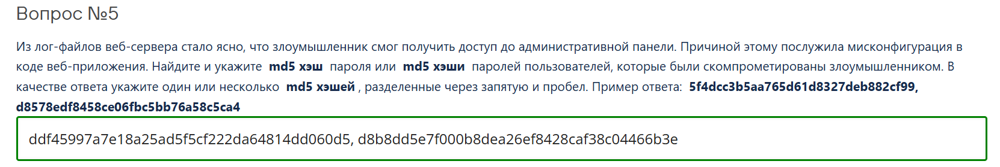 Вопрос №5
Из лог-файлов веб-сервера стало ясно, что злоумышленник смог получить доступ до административной панели. Причиной этому послужила мисконфигурация в
коде веб-приложения. Найдите и укажите md5 хэш пароля или md5 хэши паролей пользователей, которые были скомпрометированы злоумышленником. В
качестве ответа укажите один или несколько md5 хэшей , разделенные через запятую и пробел. Пример ответа: 5f4dcc3b5aa765d61d8327deb882cf99,
d8578edf8458ce06fbc5bb76a58c5ca4
ddf45997a7e18a25ad5f5cf222da64814dd060d5, d8b8dd5e7f000b8dea26ef8428caf38c04466b3e